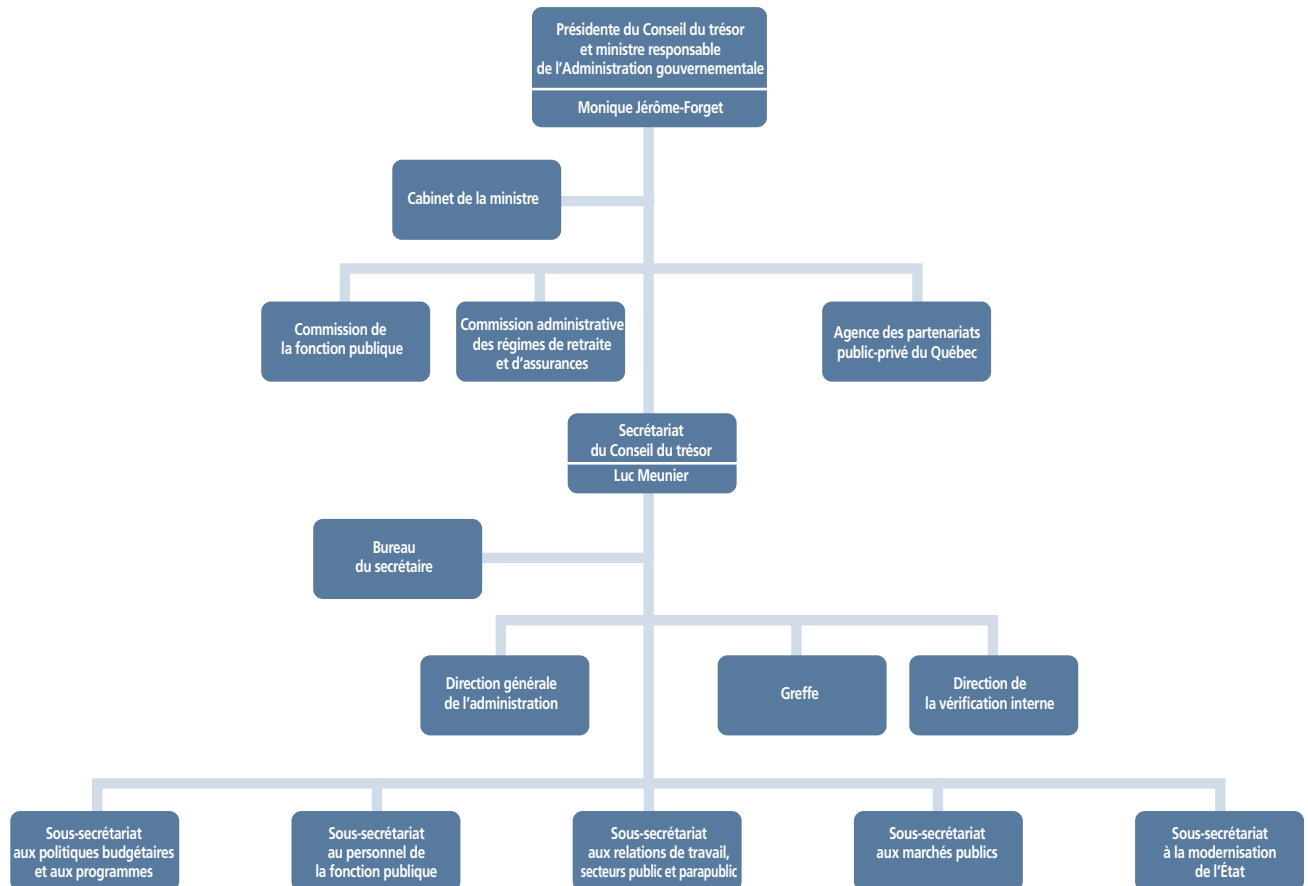 Présidente du Conseil du trésor
et ministre responsable
de l'Administration gouvernementale
Monique Jérôme-Forget
Cabinet de la ministre
Commission de
la fonction publique
Commission administrative
des régimes de retraite
et d'assurances
Agence des partenariats
public-privé du Québec
Secrétariat
du Conseil du trésor
Luc Meunier
Bureau
du secrétaire
Direction générale
de l'administration
Greffe
Direction de
la vérification interne
Sous-secrétariat
aux politiques budgétaires
et aux programmes
Sous-secrétariat
au personnel de
la fonction publique
Sous-secrétariat
aux relations de travail,
secteurs public et parapublic
Sous-secrétariat
aux marchés publics
Sous-secrétariat
à la modernisation
de l'État